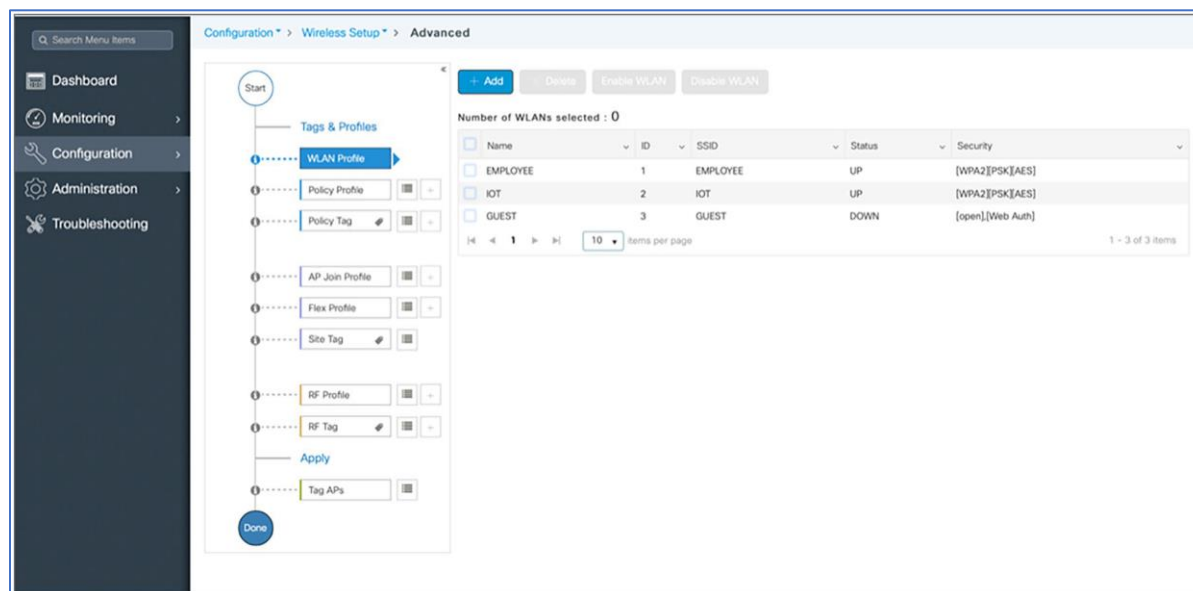 Search Menu Items
Dashboard
Monitoring
Configuration
Administration
Troubleshooting
Configuration > Wireless Setup > Advanced
Start
Tags & Profiles
WLAN Profile
Policy Profile
Policy Tag
AP Join Profile
Flex Profile
Site Tag
RF Profile
RF Tag
Apply
Tag APs
Done
+ Add Delete Enable WLAN Disable WLAN
Number of WLANs selected : 0
Name ID SSID Status Security
EMPLOYEE 1 EMPLOYEE UP [WPA2][PSK][AES]
IOT 2 IOT UP [WPA2][PSK][AES]
GUEST 3 GUEST DOWN [open],[Web Auth]
1 10 items per page 1 - 3 of 3 items